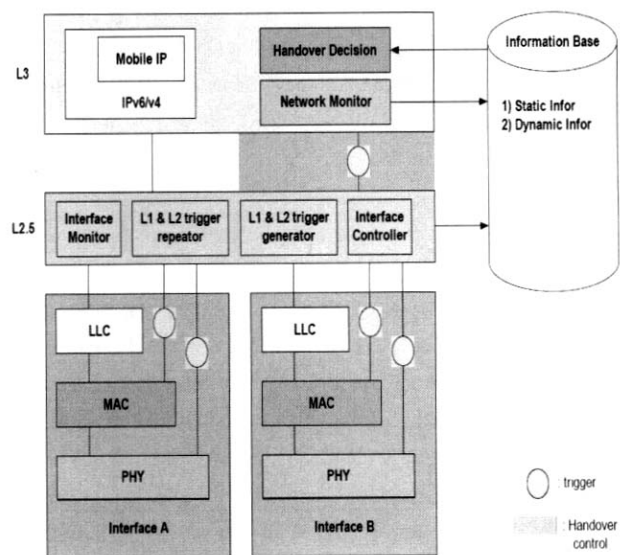 L3
Mobile IP
IPv6/v4
Handover Decision
Network Monitor
Information Base
1) Static Infor
2) Dynamic Infor
L2.5
Interface
Monitor
L1 & L2 trigger
repeator
L1 & L2 trigger
generator
Interface
Controller
LLC
MAC
PHY
Interface A
LLC
MAC
PHY
Interface B
: trigger
: Handover
control